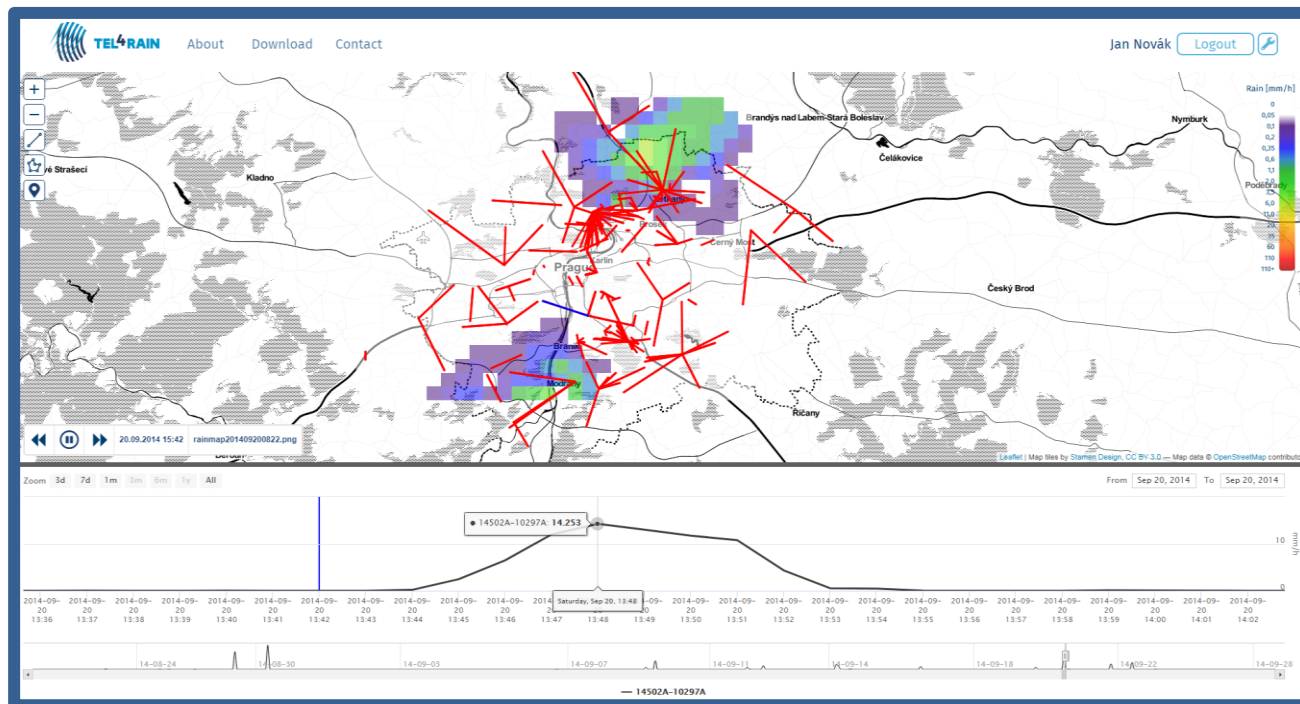 TEL4RAIN About Download Contact Jan Novák Logout
+
−
Rain [mm/h]
0
0,05
0,1
0,2
0,35
0,6
1,1
110
110+
Brandýs nad Labem-Stará Boleslav
Nymburk
Čelákovice
Kladno
vé Strašecí
Poděbrady
Černý Most
Karlín
Český Brod
Modřany
Říčany
20.09.2014 15:42 rainmap201409200822.png
Leaflet | Map tiles by Stamen Design, CC BY 3.0 — Map data © OpenStreetMap contributo
Zoom 3d 7d 1m 3m 6m 1y All From Sep 20, 2014 To Sep 20, 2014
14502A-10297A: 14.253
10
mm/h
0
2014-09- 2014-09- 2014-09- 2014-09- 2014-09- 2014-09- 2014-09- 2014-09- 2014-09- 2014-09- 2014-09- 2014-09- 2014-09- 2014-09- 2014-09- 2014-09- 2014-09- 2014-09- 2014-09- 2014-09- 2014-09- 2014-09- 2014-09- 2014-09- 2014-09- 2014-09- 2014-09-
20 20 20 20 20 20 20 20 20 20 20 20 20 20 20 20 20 20 20 20 20 20 20 20 20
13:36 13:37 13:38 13:39 13:40 13:41 13:42 13:43 13:44 13:45 13:46 13:47 13:48 13:49 13:50 13:51 13:52 13:53 13:54 13:55 13:56 13:57 13:58 13:59 14:00 14:01 14:02
Saturday, Sep 20, 13:48
14-08-24 14-08-30 14-09-03 14-09-07 14-09-11 14-09-14 14-09-18 14-09-22 14-09-28
14502A-10297A